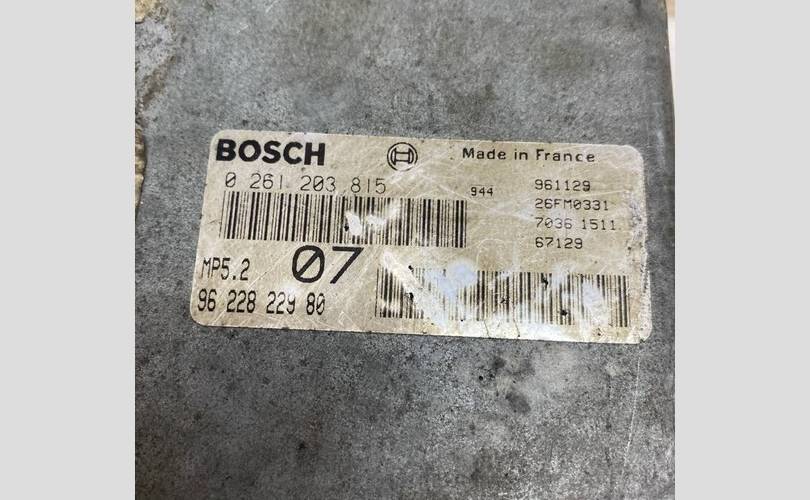 BOSCH
Made in France
0 261 203 815
944
961129
26FM0331
7036 1511
67129
MP5.2
07
96 228 229 80